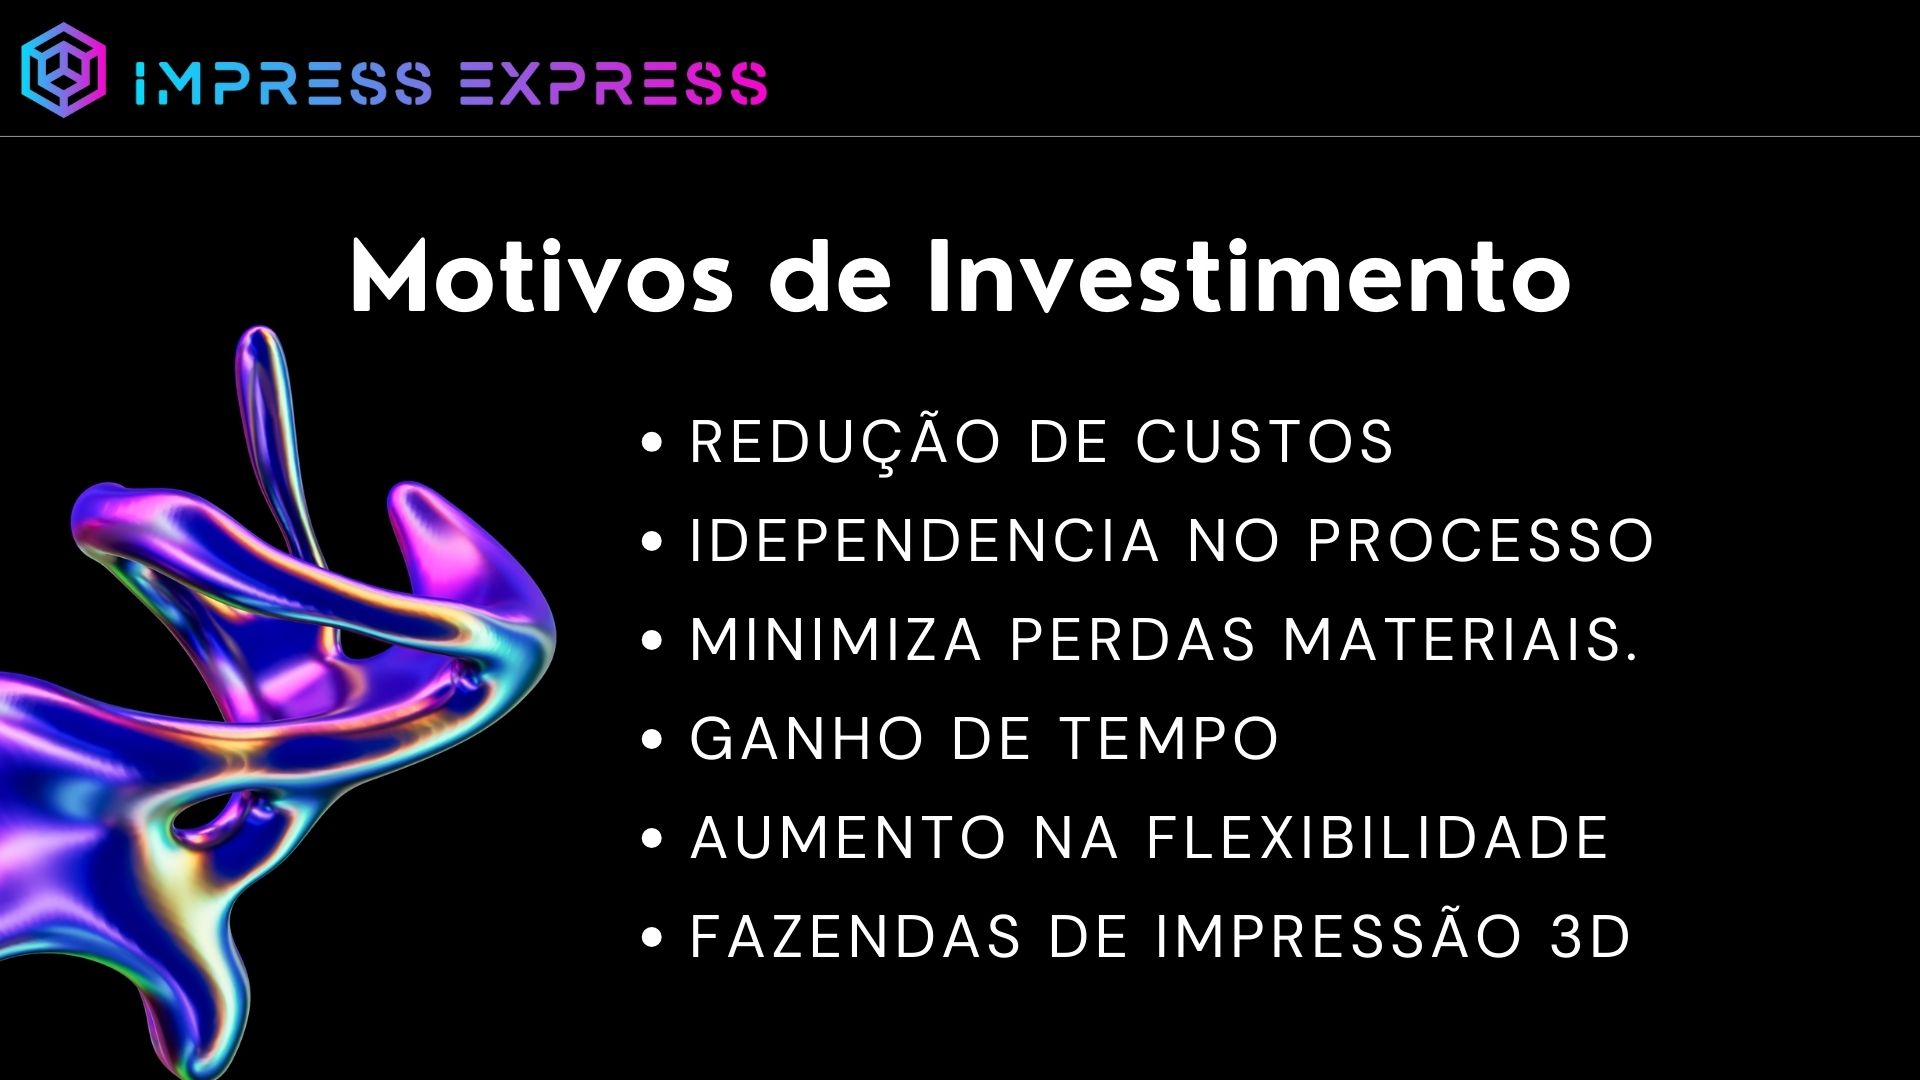 IMPRESS EXPRESS
Motivos de Investimento
• REDUÇÃO DE CUSTOS
• IDEPENDENCIA NO PROCESSO
• MINIMIZA PERDAS MATERIAIS.
• GANHO DE TEMPO
• AUMENTO NA FLEXIBILIDADE
• FAZENDAS DE IMPRESSÃO 3D